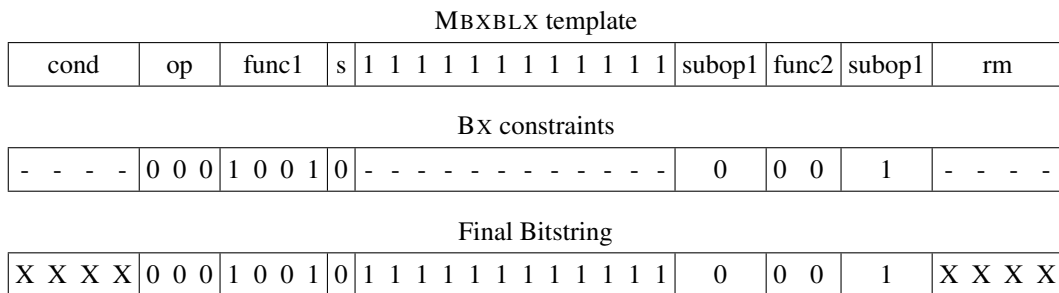 MBXBLX template
cond op func1 s 1 1 1 1 1 1 1 1 1 1 1 1 subop1 func2 subop1 rm
BX constraints
- - - - 0 0 0 1 0 0 1 0 - - - - - - - - - - - - 0 0 0 1 - - - -
Final Bitstring
X X X X 0 0 0 1 0 0 1 0 1 1 1 1 1 1 1 1 1 1 1 1 0 0 0 1 X X X X